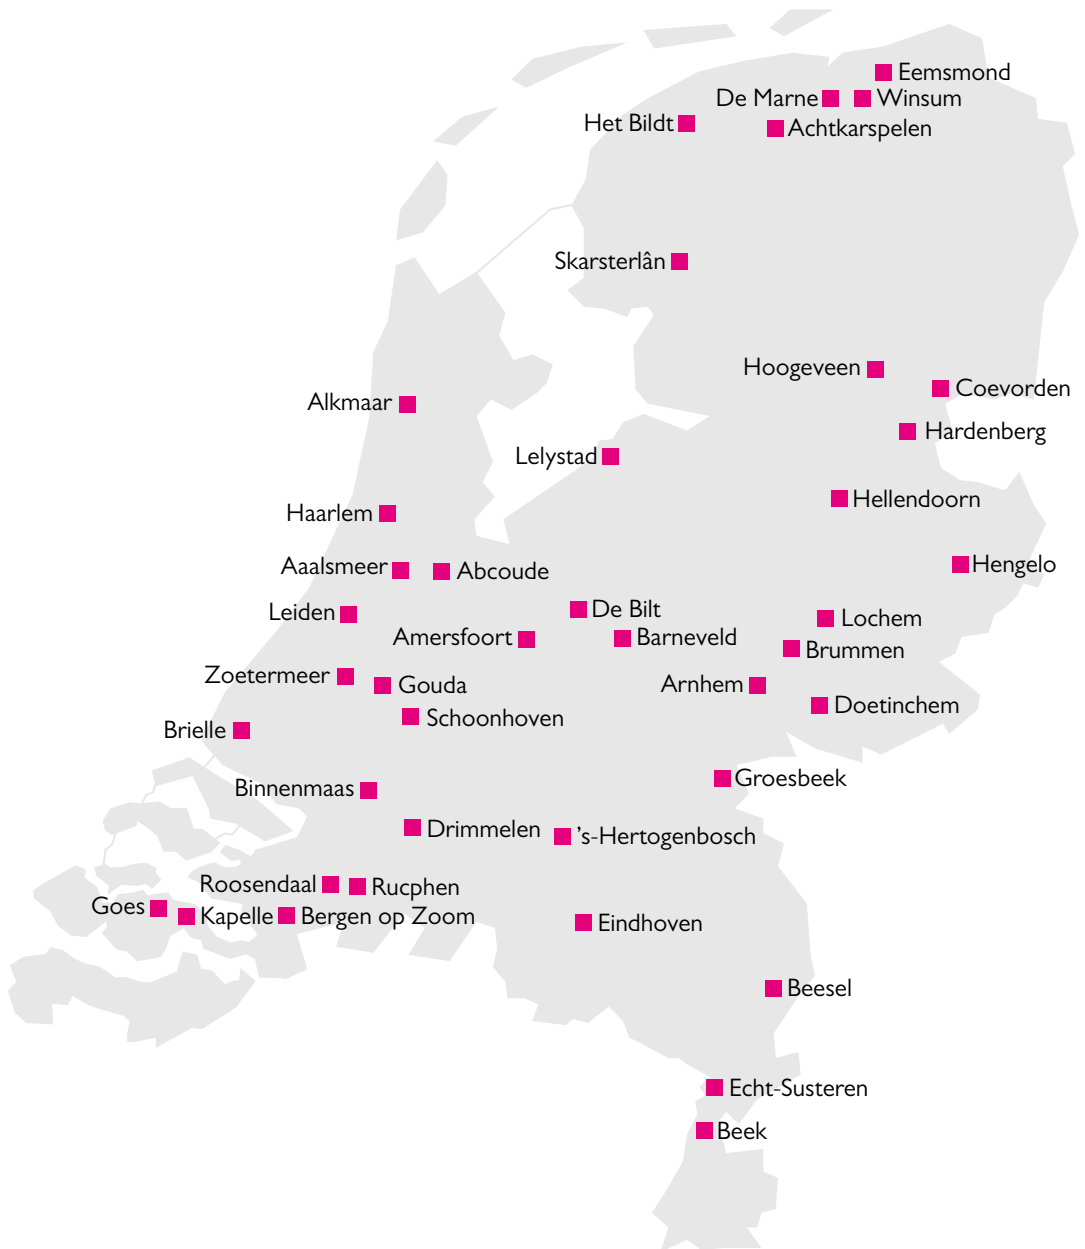 Eemsmond
De Marne
Winsum
Het Bildt
Achtkarspelen
Skarsterlân
Hoogeveen
Coevorden
Alkmaar
Hardenberg
Lelystad
Hellendoorn
Haarlem
Aaalsmeer
Abcoude
Hengelo
Leiden
De Bilt
Lochem
Amersfoort
Barneveld
Brummen
Zoetermeer
Gouda
Arnhem
Schoonhoven
Doetinchem
Brielle
Groesbeek
Binnenmaas
Drimmelen
's-Hertogenbosch
Roosendaal
Rucphen
Goes
Kapelle
Bergen op Zoom
Eindhoven
Beesel
Echt-Susteren
Beek